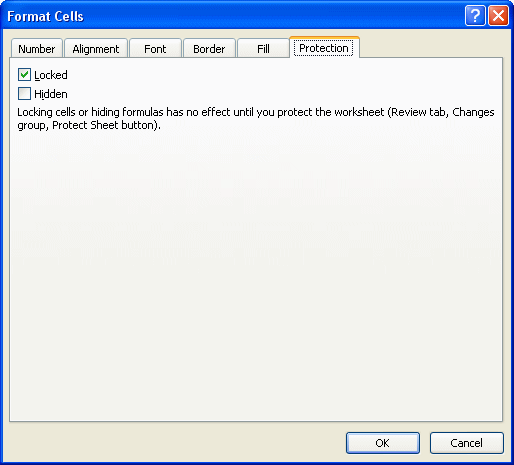 Format Cells
Number Alignment Font Border Fill Protection
Locked
Hidden
Locking cells or hiding formulas has no effect until you protect the worksheet (Review tab, Changes
group, Protect Sheet button).
OK Cancel